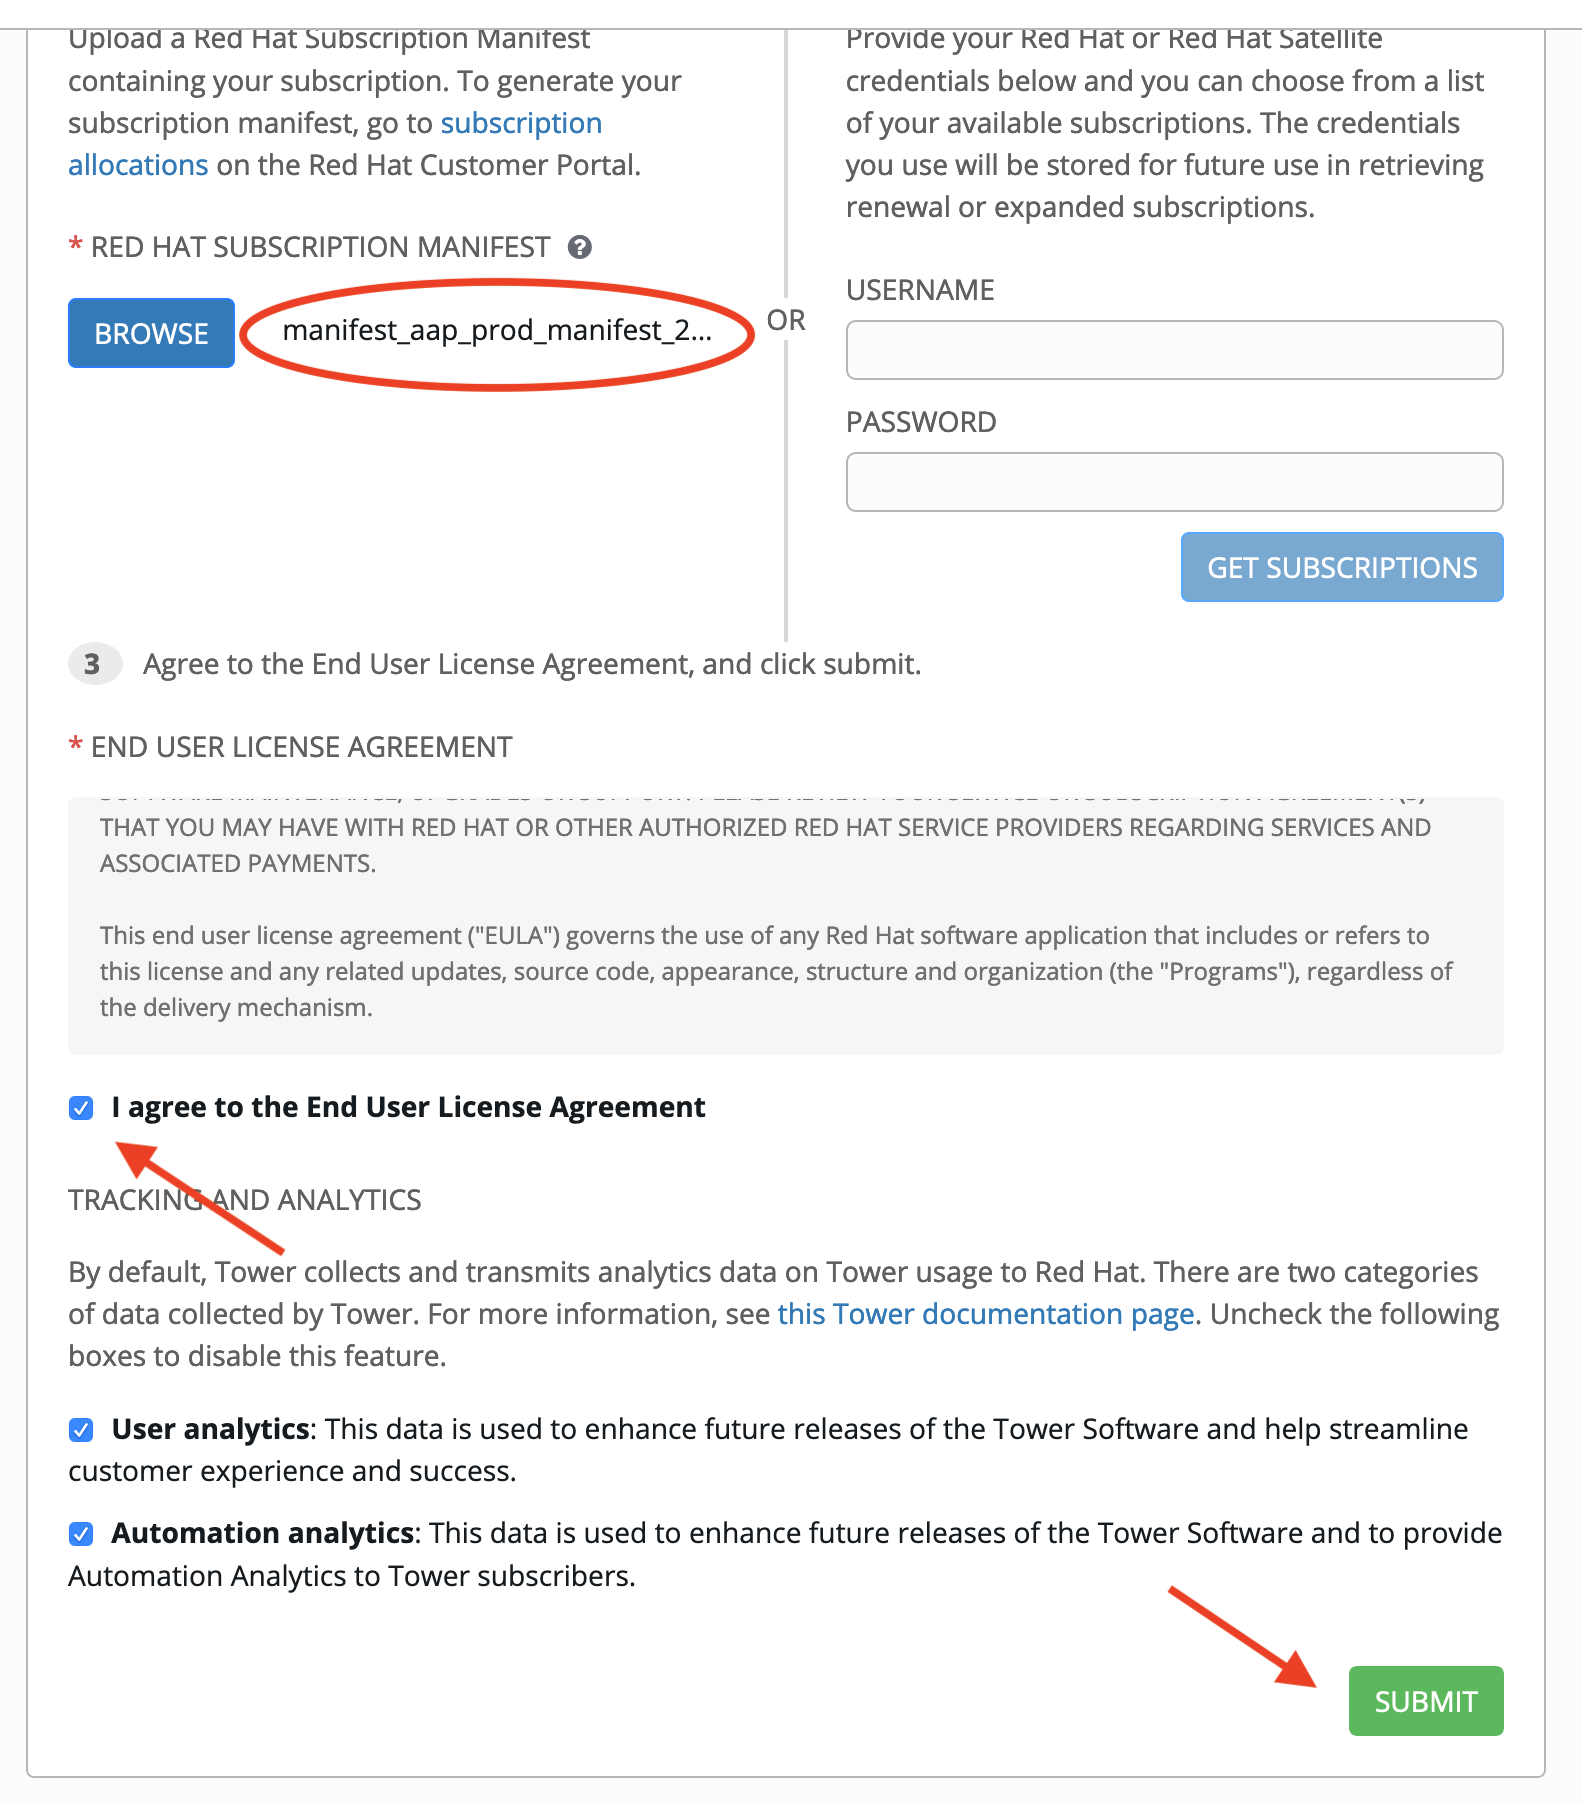 Upload a Red Hat Subscription Manifest
containing your subscription. To generate your
subscription manifest, go to subscription
allocations on the Red Hat Customer Portal.
* RED HAT SUBSCRIPTION MANIFEST ?
BROWSE
manifest_aap_prod_manifest_2...
OR
Provide your Red Hat or Red Hat Satellite
credentials below and you can choose from a list
of your available subscriptions. The credentials
you use will be stored for future use in retrieving
renewal or expanded subscriptions.
USERNAME
PASSWORD
GET SUBSCRIPTIONS
3 Agree to the End User License Agreement, and click submit.
* END USER LICENSE AGREEMENT
THAT YOU MAY HAVE WITH RED HAT OR OTHER AUTHORIZED RED HAT SERVICE PROVIDERS REGARDING SERVICES AND
ASSOCIATED PAYMENTS.
This end user license agreement ("EULA") governs the use of any Red Hat software application that includes or refers to
this license and any related updates, source code, appearance, structure and organization (the "Programs"), regardless of
the delivery mechanism.
I agree to the End User License Agreement
TRACKING AND ANALYTICS
By default, Tower collects and transmits analytics data on Tower usage to Red Hat. There are two categories
of data collected by Tower. For more information, see this Tower documentation page. Uncheck the following
boxes to disable this feature.
User analytics: This data is used to enhance future releases of the Tower Software and help streamline
customer experience and success.
Automation analytics: This data is used to enhance future releases of the Tower Software and to provide
Automation Analytics to Tower subscribers.
SUBMIT